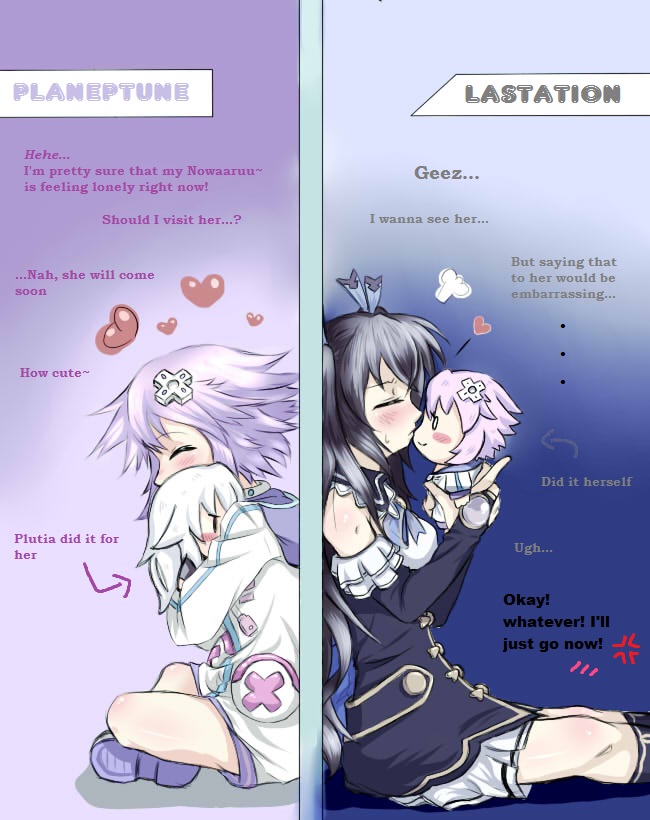 PLANEPTUNE
Hehe...
I'm pretty sure that my Nowaaruu~
is feeling lonely right now!
Should I visit her...?
...Nah, she will come
soon
How cute~
Plutia did it for
her
LASTATION
Geez...
I wanna see her...
But saying that
to her would be
embarrassing...
.
.
.
Did it herself
Ugh...
Okay!
whatever! I'll
just go now!